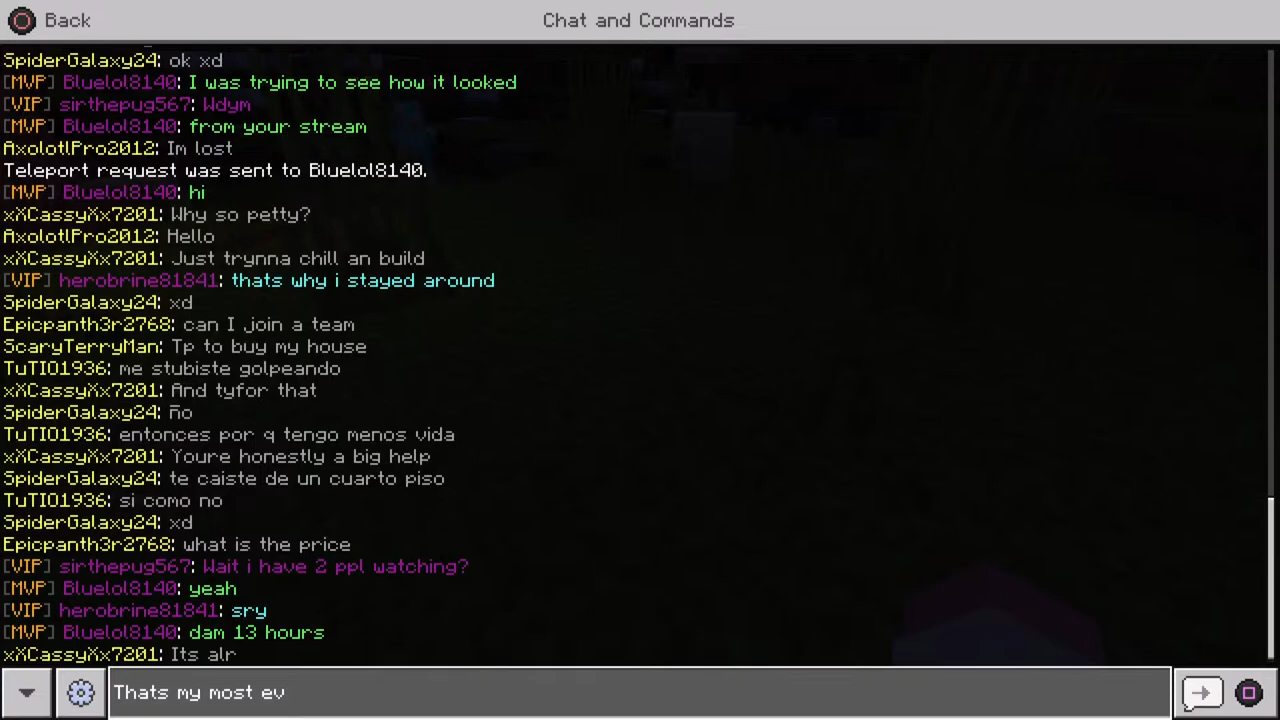 Back
Chat and Commands
SpiderGalaxy24: ok xd
[MVP] Bluelol8140: I was trying to see how it looked
[VIP] sirthepug567: Wdym
[MVP] Bluelol8140: from your stream
AxolotlPro2012: Im lost
Teleport request was sent to Bluelol8140.
[MVP] Bluelol8140: hi
xXCassyXx7201: Why so petty?
AxolotlPro2012: Hello
xXCassyXx7201: Just trynna chill an build
[VIP] herobrine81841: thats why i stayed around
SpiderGalaxy24: xd
Epicpanth3r2768: can I join a team
ScaryTerryMan: Tp to buy my house
TuTIO1936: me stubiste golpeando
xXCassyXx7201: And tyfor that
SpiderGalaxy24: ño
TuTIO1936: entonces por q tengo menos vida
xXCassyXx7201: Youre honestly a big help
SpiderGalaxy24: te caiste de un cuarto piso
TuTIO1936: si como no
SpiderGalaxy24: xd
Epicpanth3r2768: what is the price
[VIP] sirthepug567: Wait i have 2 ppl watching?
[MVP] Bluelol8140: yeah
[VIP] herobrine81841: sry
[MVP] Bluelol8140: dam 13 hours
xXCassyXx7201: Its alr
Thats my most ev